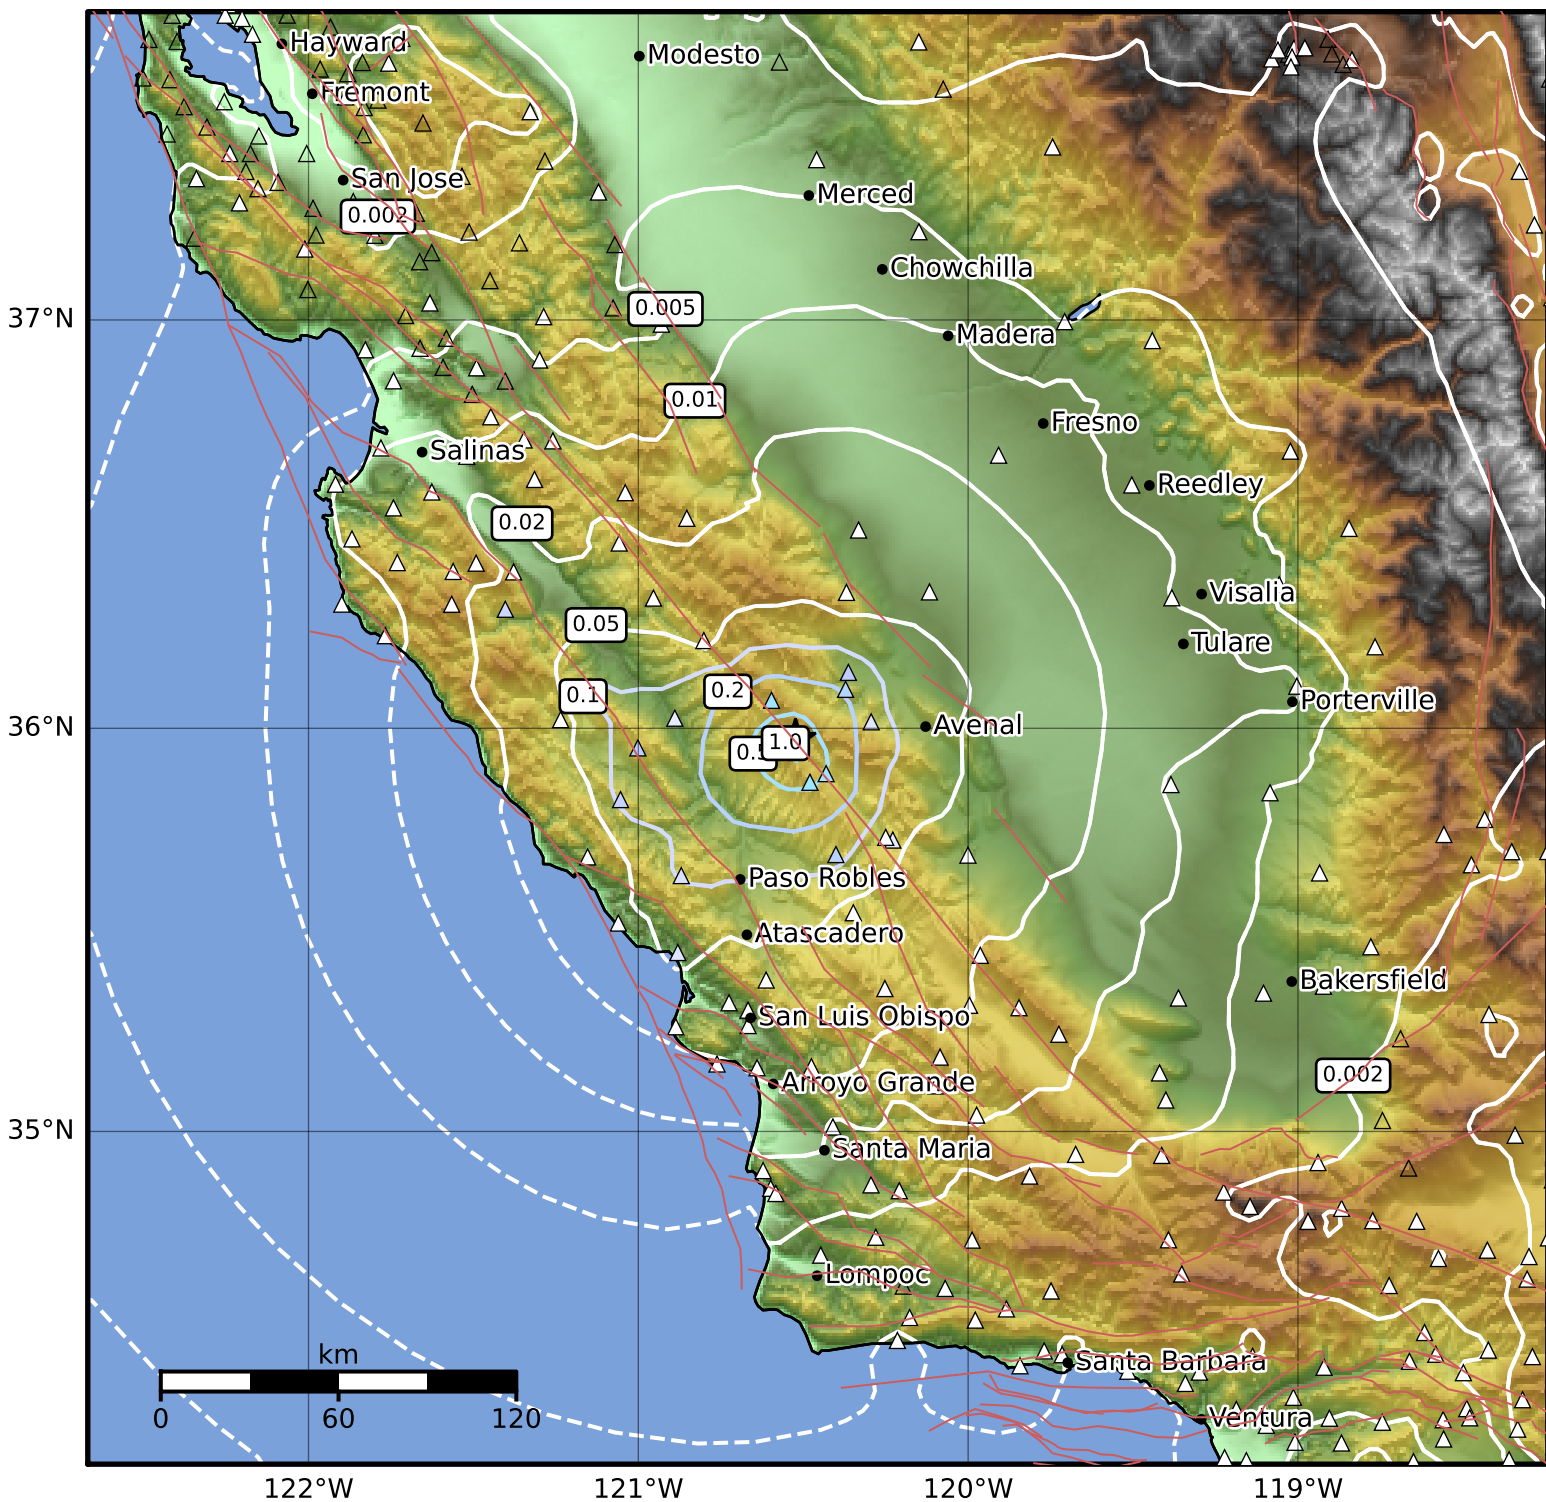 Hayward
Modesto
Fremont
San Jose
Merced
0.002
Chowchilla
0.005
37°N
Madera
0.01
Fresno
Salinas
Reedley
0.02
Visalia
0.05
Tulare
0.1
0.2
Porterville
36°N
Avenal
1.0
Paso Robles
Atascadero
Bakersfield
San Luis Obispo
0.002
Arroyo Grande
35°N
Santa Maria
Lompoc
km
Santa Barbara
0 60 120
Ventura
122°W 121°W 120°W 119°W